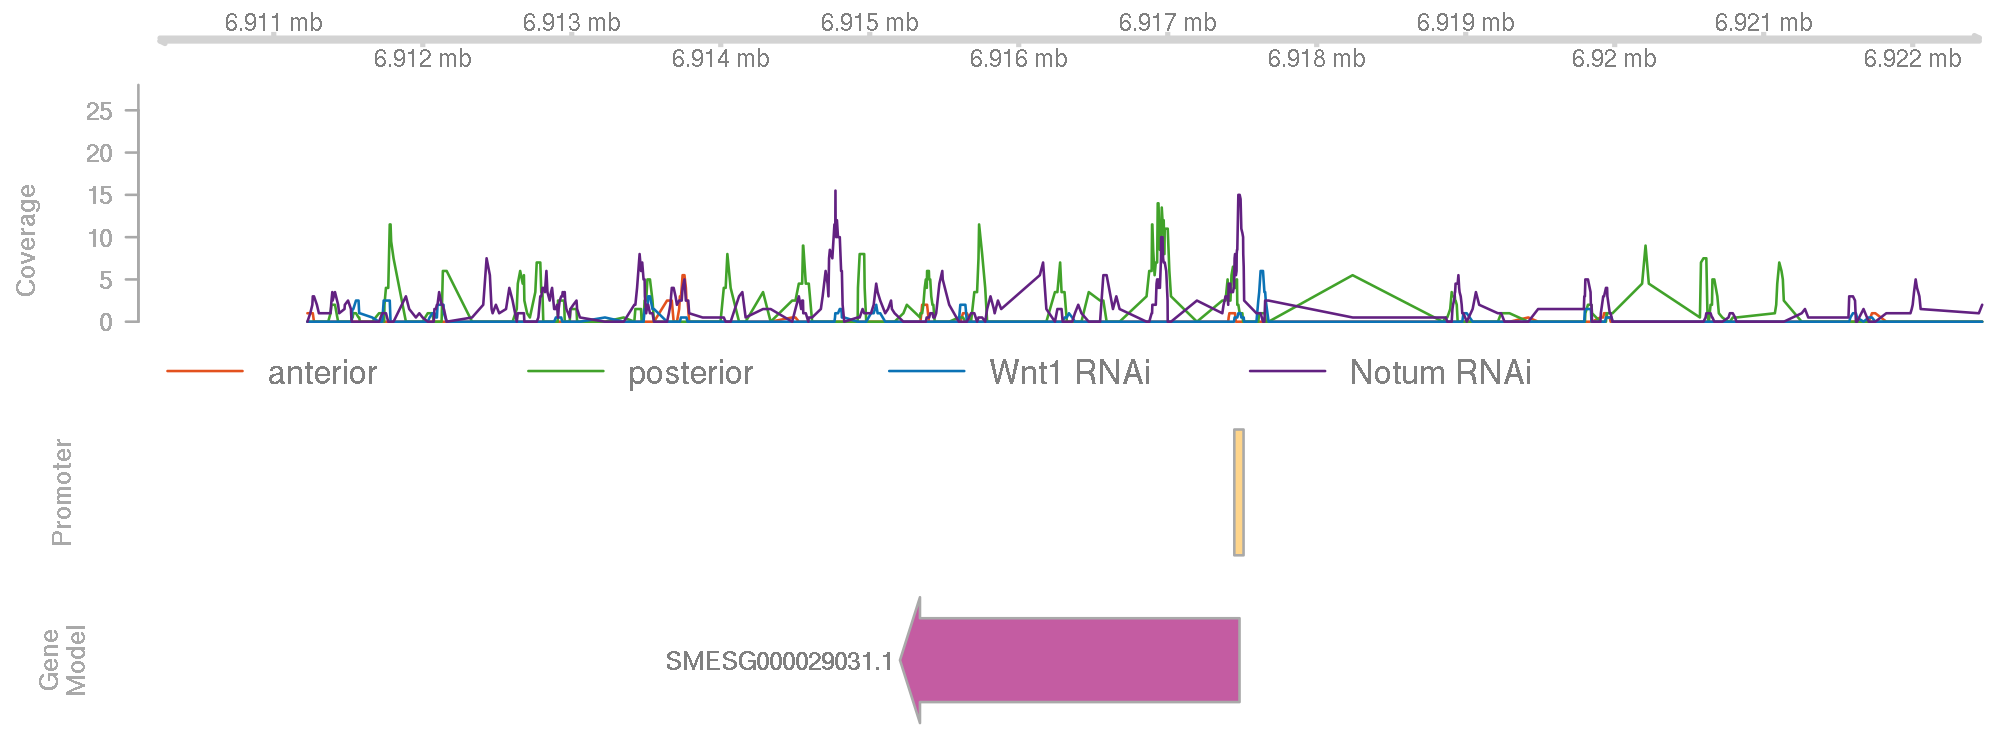 6.911 mb 6.913 mb 6.915 mb 6.917 mb 6.919 mb 6.921 mb
6.912 mb 6.914 mb 6.916 mb 6.918 mb 6.92 mb 6.922 mb
Coverage
25
20
15
10
5
0
anterior posterior Wnt1 RNAi Notum RNAi
Promoter
Gene
Model
SMESG000029031.1